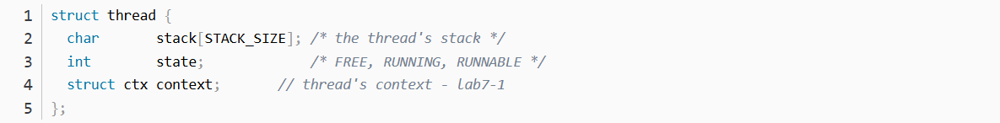 1 struct thread {
2   char       stack[STACK_SIZE]; /* the thread's stack */
3   int        state;             /* FREE, RUNNING, RUNNABLE */
4   struct ctx context;       // thread's context - lab7-1
5 };